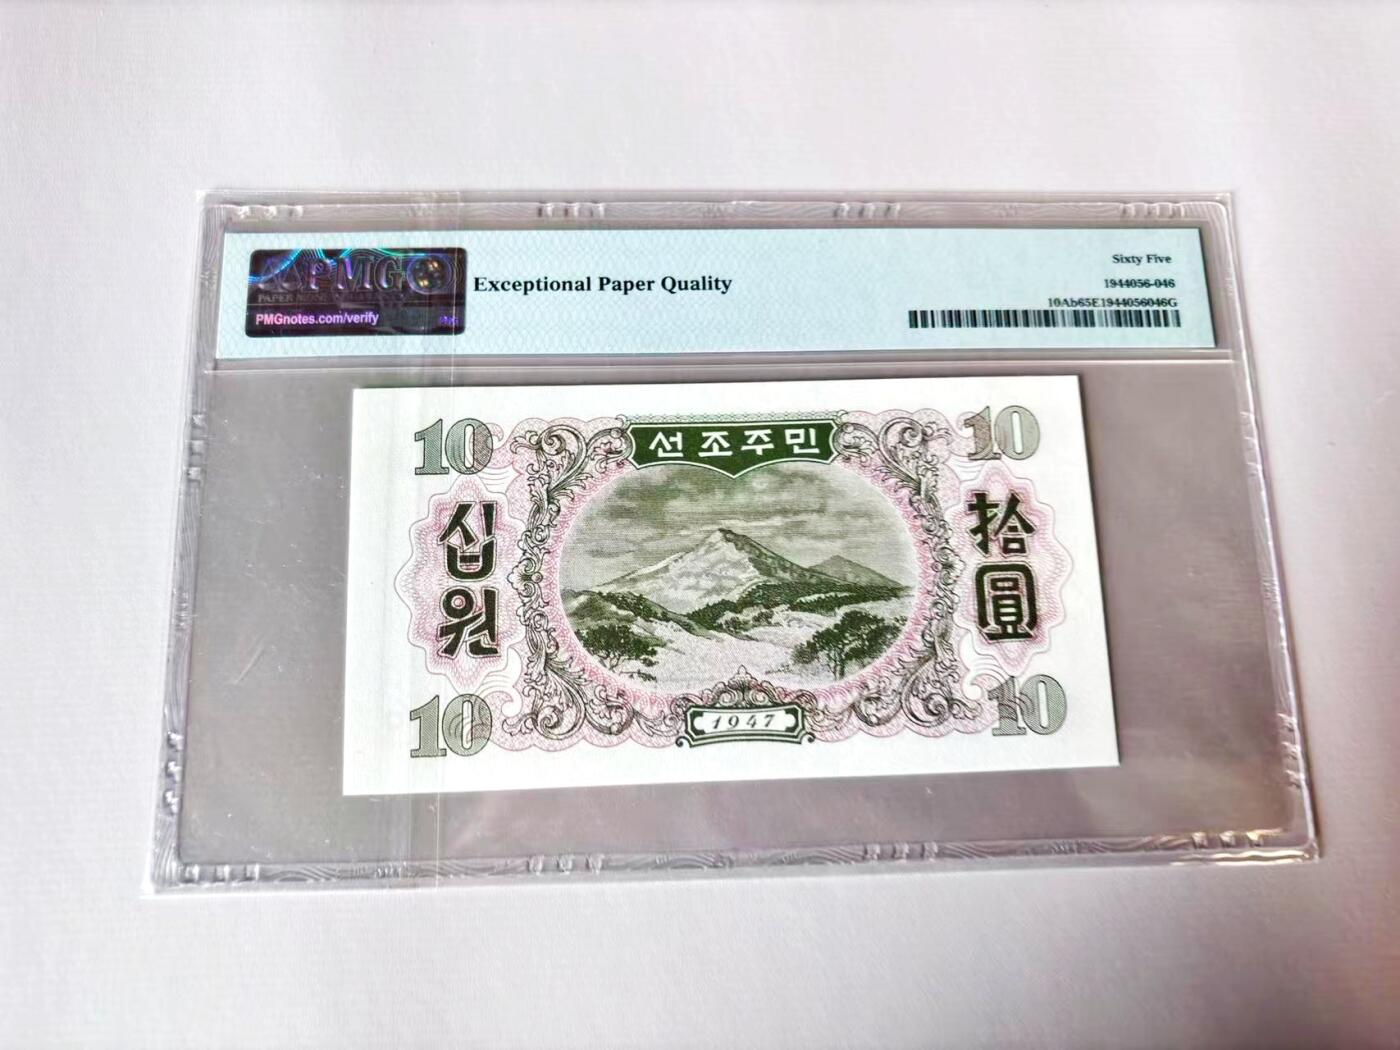 PMG
PMGnotes.com/verify
Exceptional Paper Quality
Sixty Five
1944056-046
10Ab65E1944056046G
10
선조주민
10
십원
拾圓
10
1947
10